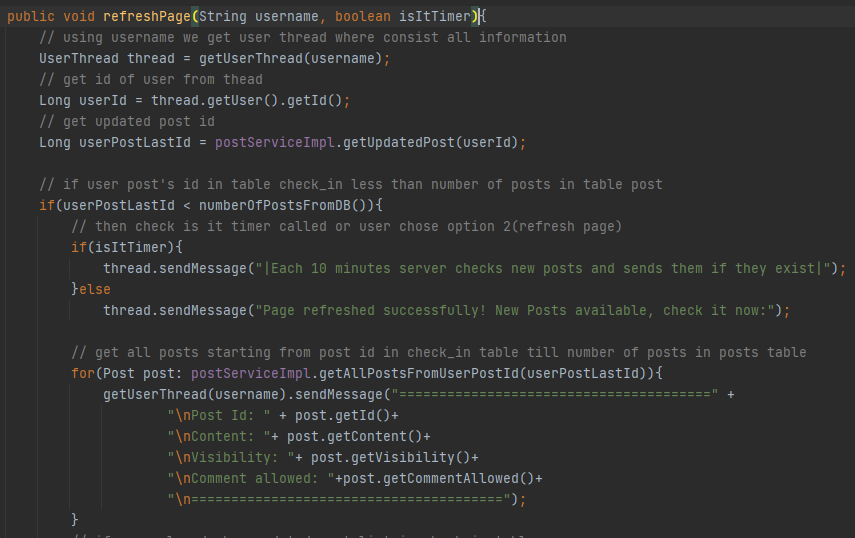 public void refreshPage(String username, boolean isItTimer){
// using username we get user thread where consist all information
UserThread thread = getUserThread(username);
// get id of user from thead
Long userId = thread.getUser().getId();
// get updated post id
Long userPostLastId = postServiceImpl.getUpdatedPost(userId);
// if user post's id in table check_in less than number of posts in table post
if(userPostLastId < numberOfPostsFromDB()){
// then check is it timer called or user chose option 2(refresh page)
if(isItTimer){
thread.sendMessage("|Each 10 minutes server checks new posts and sends them if they exist|");
}else
thread.sendMessage("Page refreshed successfully! New Posts available, check it now:");
// get all posts starting from post id in check_in table till number of posts in posts table
for(Post post: postServiceImpl.getAllPostsFromUserPostId(userPostLastId)){
getUserThread(username).sendMessage("=======================================" +
"\nPost Id: " + post.getId()+
"\nContent: "+ post.getContent()+
"\nVisibility: "+ post.getVisibility()+
"\nComment allowed: "+post.getCommentAllowed()+
"\n=======================================");
}